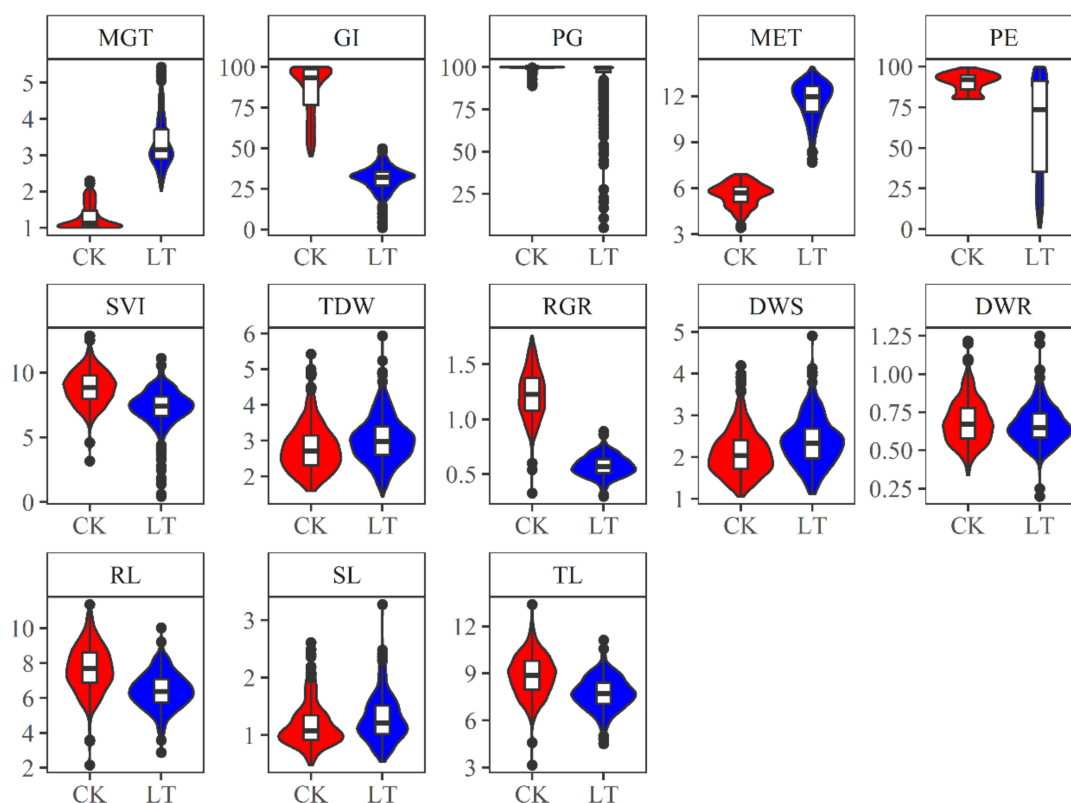 MGT GI PG MET PE
5 100 100 12 100
4 75 75 9 75
3 50 50 6 50
2 25 25 3 25
1 0 0
CK LT CK LT CK LT CK LT CK LT
SVI TDW RGR DWS DWR
10 6 1.5 5 1.25
5 5 1.0 4 1.00
0 4 0.5 3 0.75
3 2 0.50
2 1 0.25
CK LT CK LT CK LT CK LT CK LT
RL SL TL
10 3 12
8 2 9
6 1 6
4 3
2
CK LT CK LT CK LT